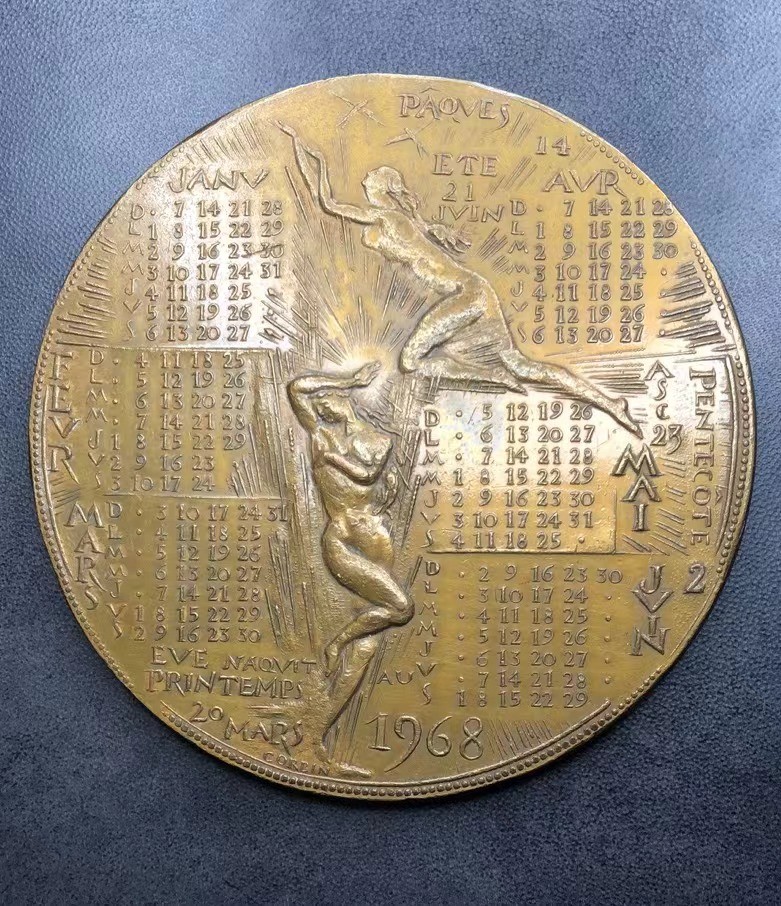 PÂQVES
14
ETE
21
JVIN
JANV
D · 7 14 21 28
L 1 8 15 22 29
M 2 9 16 23 30
M 3 10 17 24 31
J 4 11 18 25 ·
V 5 12 19 26
S 6 13 20 27
AVR
D · 7 14 21 28
L 1 8 15 22 29
M 2 9 16 23 30
M 3 10 17 24 ·
J 4 11 18 25 ·
V 5 12 19 26 ·
S 6 13 20 27 ·
FEVR
D · 4 11 18 25
L · 5 12 19 26
M · 6 13 20 27
M · 7 14 21 28
J 1 8 15 22 29
V 2 9 16 23
S 3 10 17 24
ASC
23
PENTECÔTE
2
MAI
D · 5 12 19 26
L · 6 13 20 27
M · 7 14 21 28
M 1 8 15 22 29
J 2 9 16 23 30
V 3 10 17 24 31
S 4 11 18 25 ·
MARS
D · 3 10 17 24 31
L · 4 11 18 25
M · 5 12 19 26
M · 6 13 20 27
J · 7 14 21 28
V 1 8 15 22 29
S 2 9 16 23 30
JVIN
D · 2 9 16 23 30
L · 3 10 17 24 ·
M · 4 11 18 25 ·
M · 5 12 19 26 ·
J · 6 13 20 27 ·
V · 7 14 21 28 ·
S 1 8 15 22 29 ·
EVE NAQUIT
AU
PRINTEMPS
20 MARS
1968
CORBIN